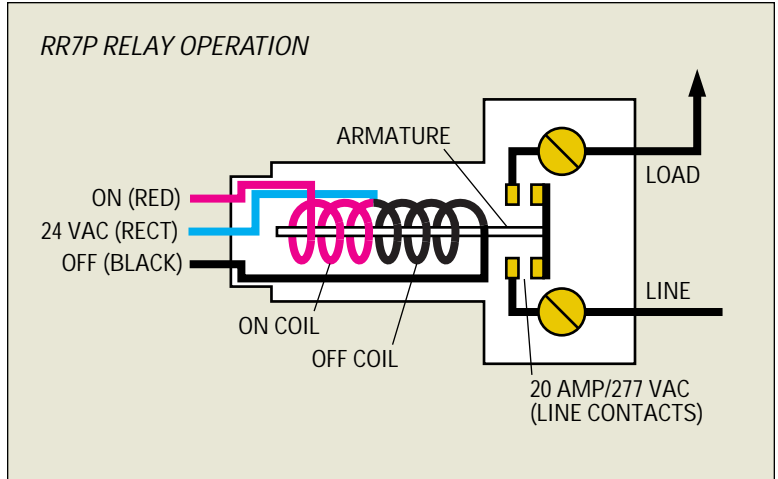 RR7P RELAY OPERATION
ARMATURE
LOAD
ON (RED)
24 VAC (RECT)
OFF (BLACK)
LINE
ON COIL
OFF COIL
20 AMP/277 VAC
(LINE CONTACTS)